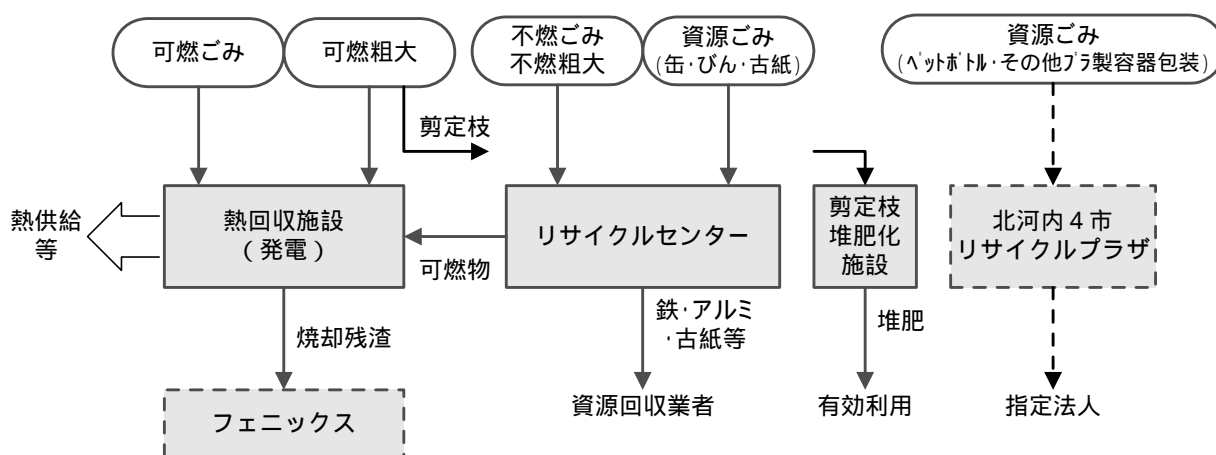 可燃ごみ
可燃粗大
不燃ごみ
不燃粗大
資源ごみ
(缶･びん･古紙)
資源ごみ
(ﾍﾟｯﾄﾎﾞﾄﾙ･その他ﾌﾟﾗ製容器包装)
剪定枝
熱供給
等
熱回収施設
(発電)
可燃物
リサイクルセンター
剪定枝
堆肥化
施設
北河内４市
リサイクルプラザ
焼却残渣
鉄･アルミ
･古紙等
堆肥
フェニックス
資源回収業者
有効利用
指定法人